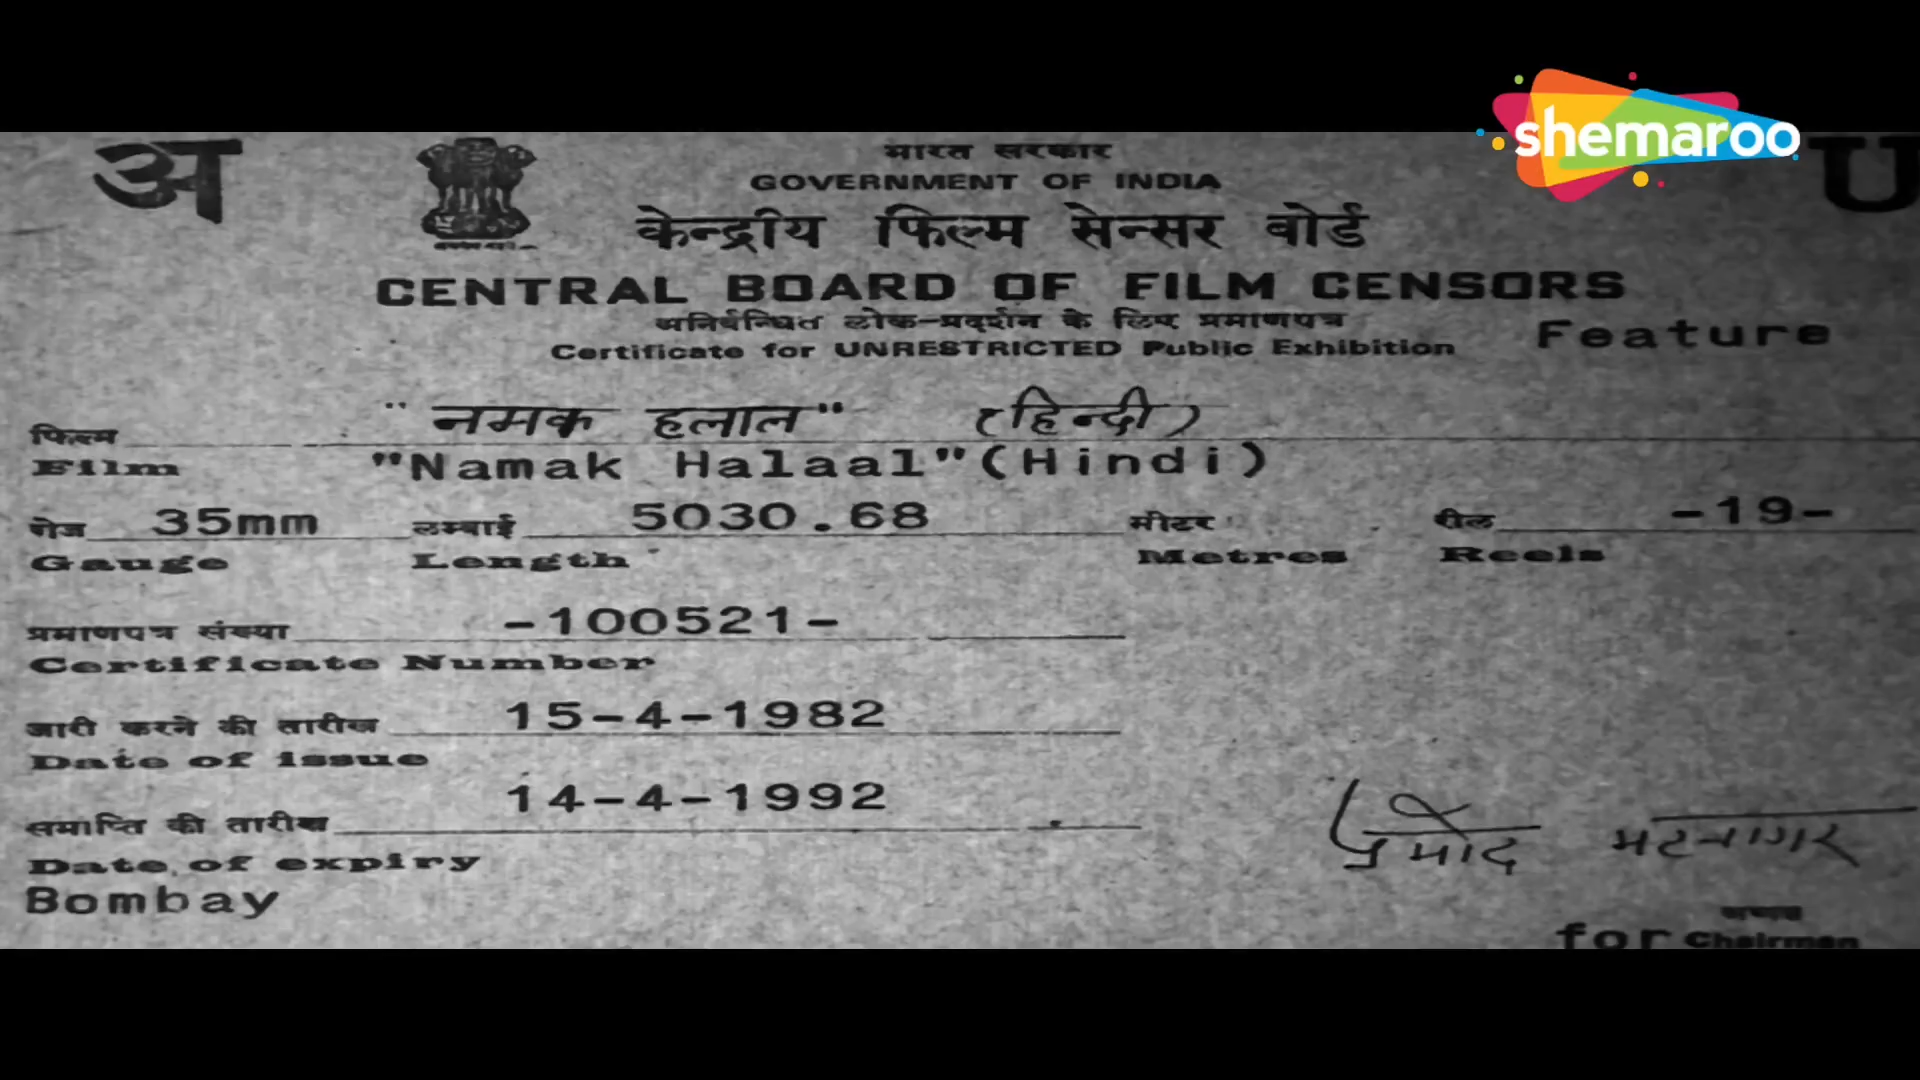 shemaroo
अ
U
भारत सरकार
GOVERNMENT OF INDIA
केन्द्रीय फिल्म सेन्सर बोर्ड
CENTRAL BOARD OF FILM CENSORS
अनिर्बन्धित लोक-प्रदर्शन के लिए प्रमाणपत्र
Certificate for UNRESTRICTED Public Exhibition Feature
फिल्म "नमक हलाल" (हिन्दी)
Film "Namak Halaal" (Hindi)
गेज 35mm लम्बाई 5030.68 मीटर रील -19-
Gauge Length Metres Reels
प्रमाणपत्र संख्या -100521-
Certificate Number
जारी करने की तारीख 15-4-1982
Date of issue
समाप्ति की तारीख 14-4-1992
Date of expiry
Bombay
प्रमोद भटनागर
for Chairman